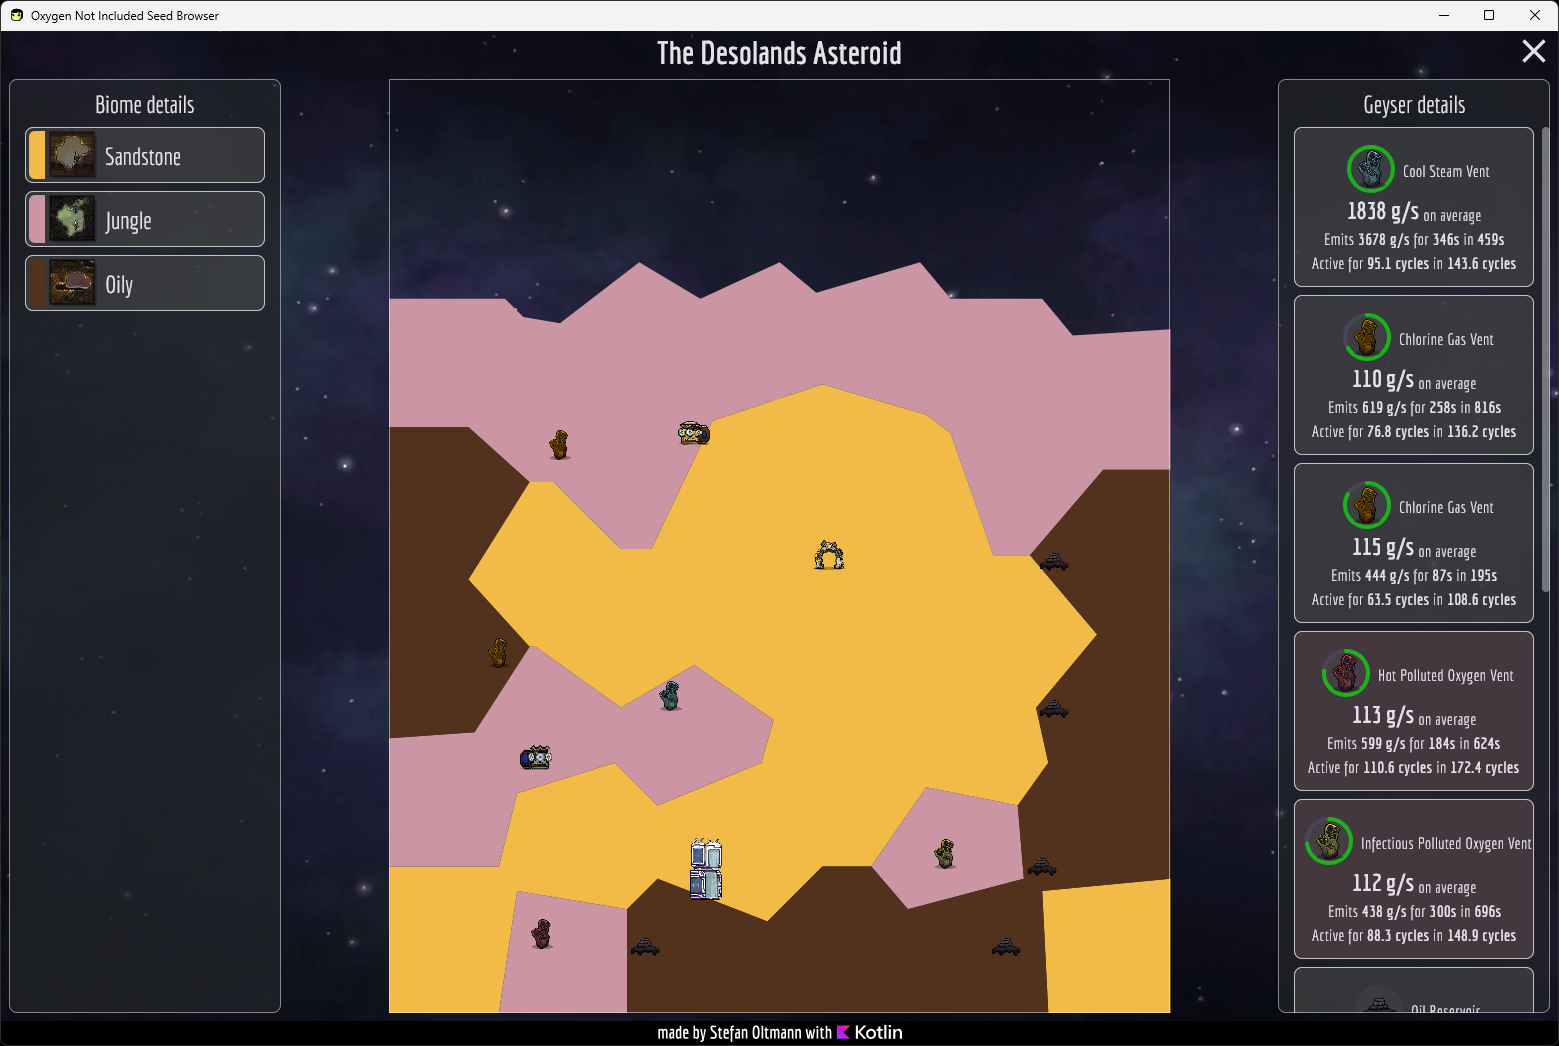 Oxygen Not Included Seed Browser
The Desolands Asteroid
Biome details
Sandstone
Jungle
Oily
Geyser details
Cool Steam Vent
1838 g/s on average
Emits 3678 g/s for 346s in 459s
Active for 95.1 cycles in 143.6 cycles
Chlorine Gas Vent
110 g/s on average
Emits 619 g/s for 258s in 816s
Active for 76.8 cycles in 136.2 cycles
Chlorine Gas Vent
115 g/s on average
Emits 444 g/s for 87s in 195s
Active for 63.5 cycles in 108.6 cycles
Hot Polluted Oxygen Vent
113 g/s on average
Emits 599 g/s for 184s in 624s
Active for 110.6 cycles in 172.4 cycles
Infectious Polluted Oxygen Vent
112 g/s on average
Emits 438 g/s for 300s in 696s
Active for 88.3 cycles in 148.9 cycles
Oil Reservoir
made by Stefan Oltmann with Kotlin